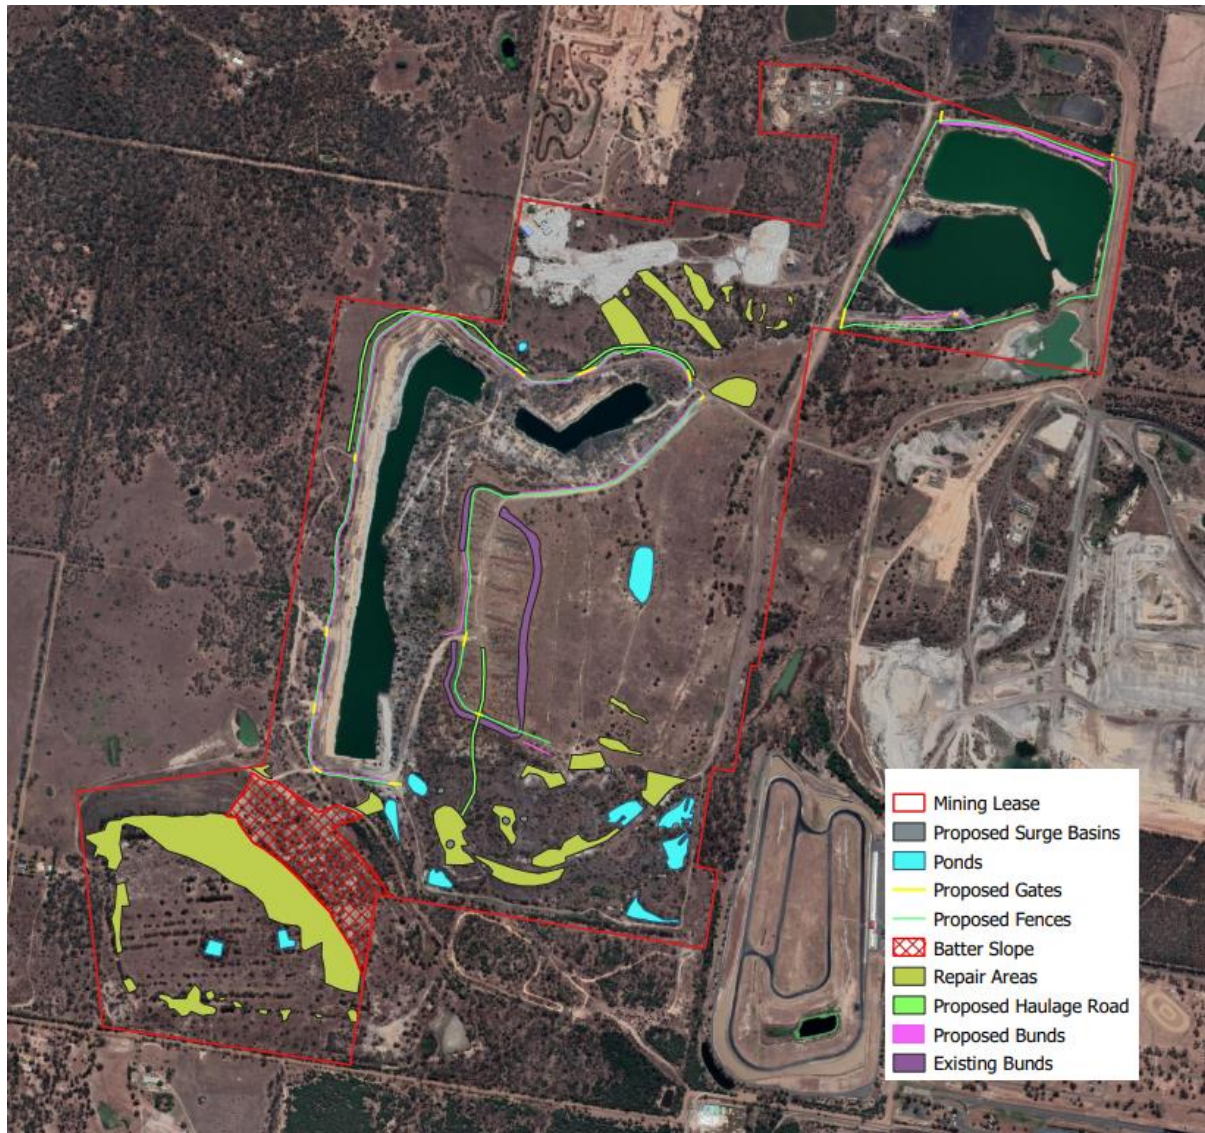 Mining Lease
Proposed Surge Basins
Ponds
Proposed Gates
Proposed Fences
Batter Slope
Repair Areas
Proposed Haulage Road
Proposed Bunds
Existing Bunds